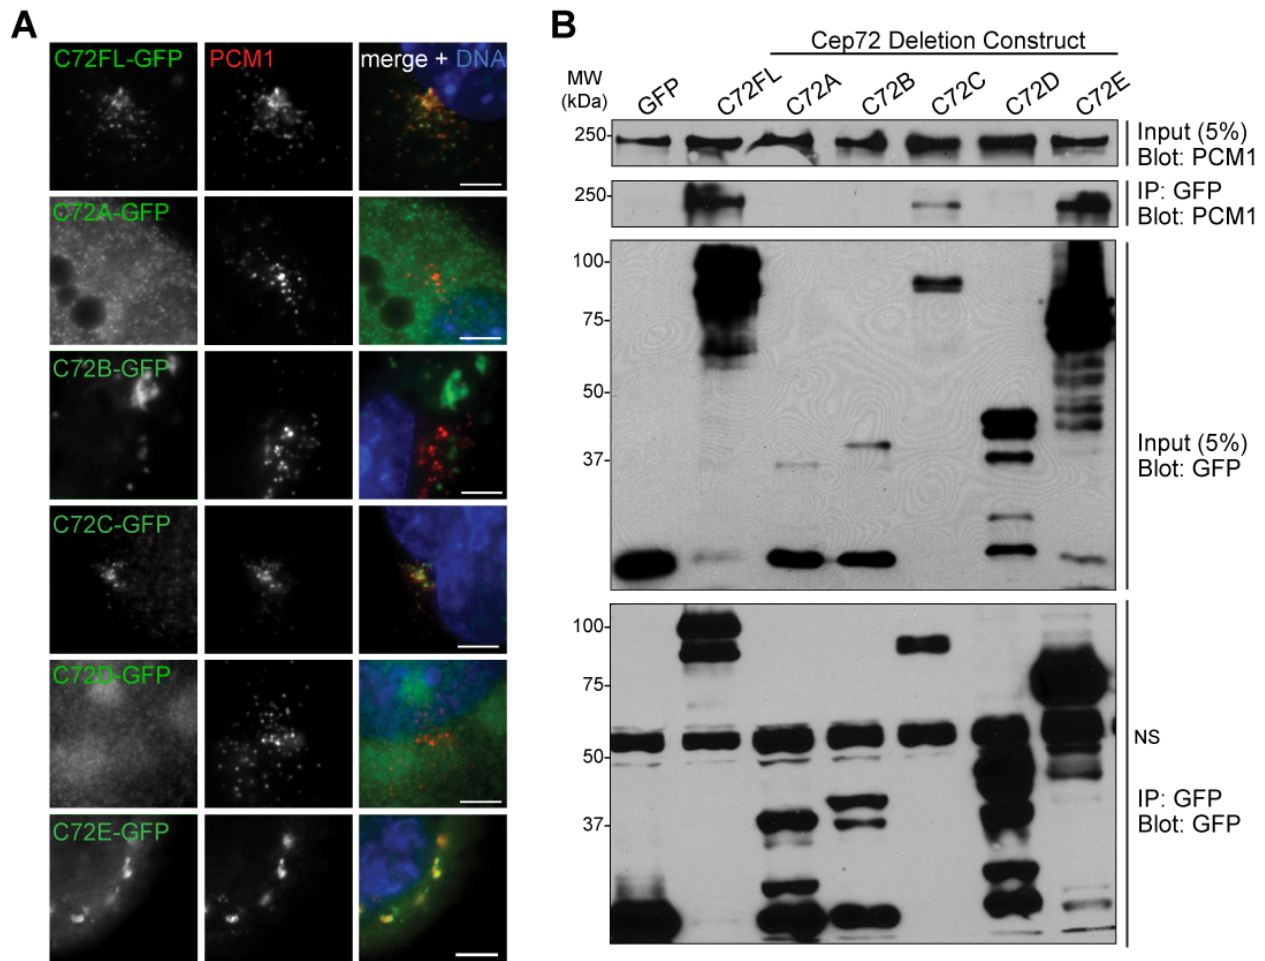 A
C72FL-GFP
PCM1
merge + DNA
C72A-GFP
C72B-GFP
C72C-GFP
C72D-GFP
C72E-GFP
B
Cep72 Deletion Construct
MW
(kDa)
GFP
C72FL
C72A
C72B
C72C
C72D
C72E
250-
Input (5%)
Blot: PCM1
250-
IP: GFP
Blot: PCM1
100-
75-
50-
37-
Input (5%)
Blot: GFP
100-
75-
50-
37-
NS
IP: GFP
Blot: GFP